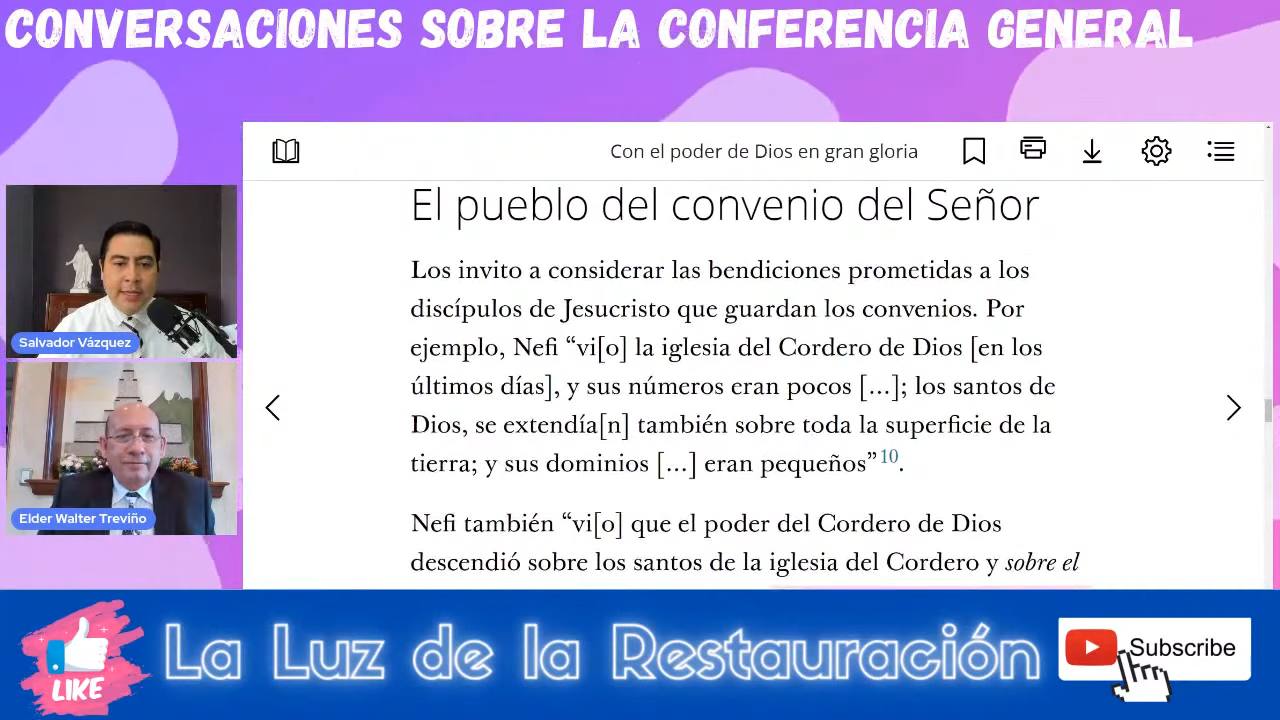 CONVERSACIONES SOBRE LA CONFERENCIA GENERAL
Con el poder de Dios en gran gloria
El pueblo del convenio del Señor
Los invito a considerar las bendiciones prometidas a los
discípulos de Jesucristo que guardan los convenios. Por
ejemplo, Nefi “vi[o] la iglesia del Cordero de Dios [en los
últimos días], y sus números eran pocos […]; los santos de
Dios, se extendía[n] también sobre toda la superficie de la
tierra; y sus dominios […] eran pequeños”10.
Nefi también “vi[o] que el poder del Cordero de Dios
descendió sobre los santos de la iglesia del Cordero y sobre el
Salvador Vázquez
Elder Walter Treviño
LIKE
La Luz de la Restauración
Subscribe